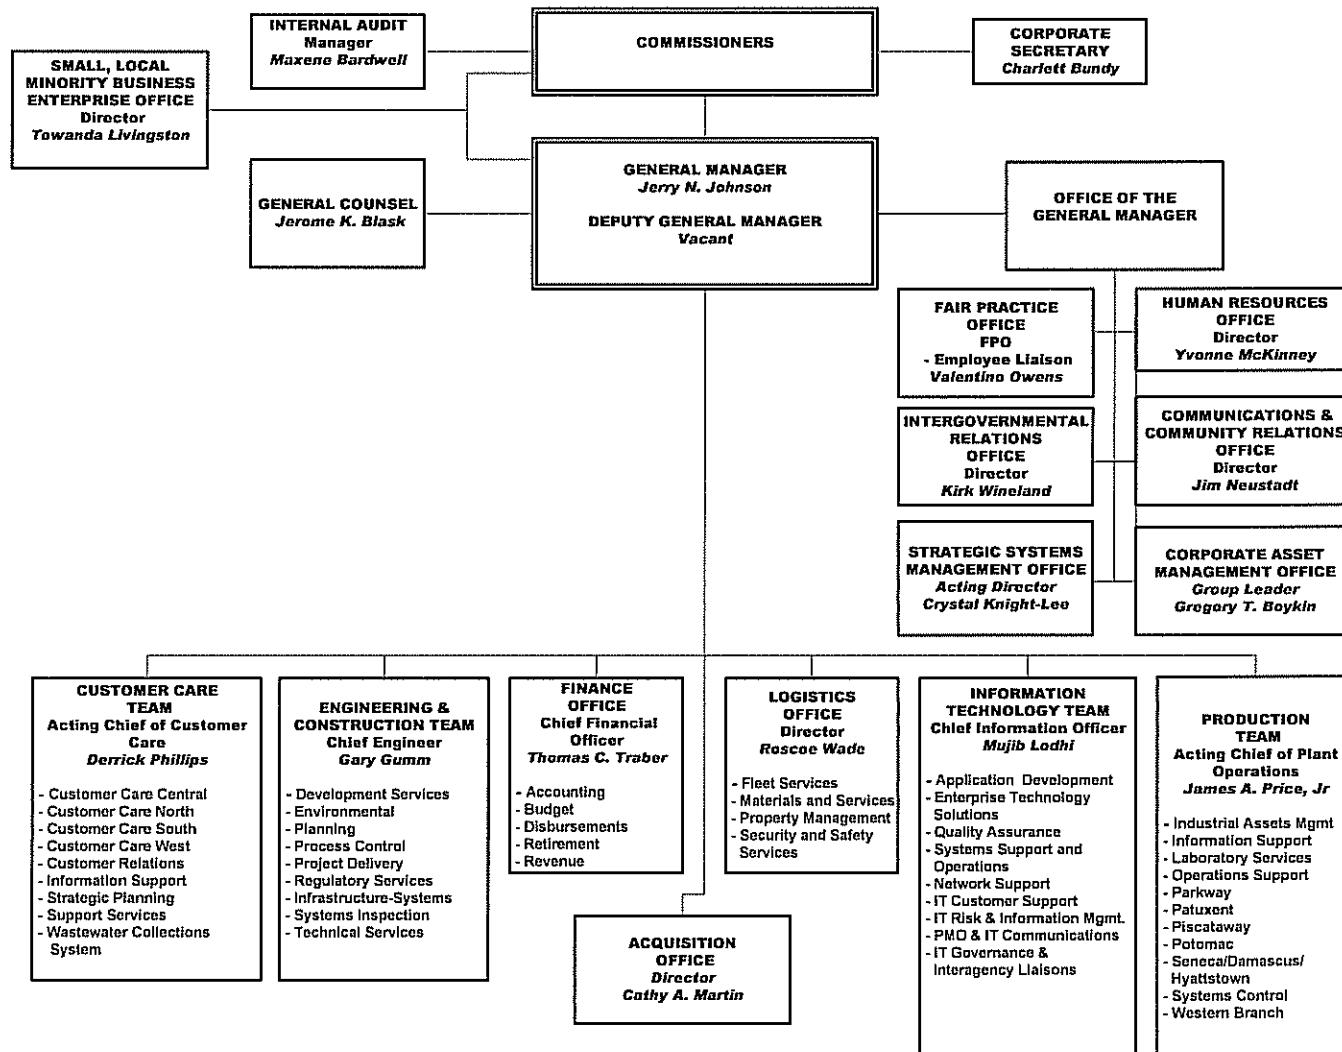 INTERNAL AUDIT
Manager
Maxene Bardwell
COMMISSIONERS
CORPORATE
SECRETARY
Charlett Bundy
SMALL, LOCAL
MINORITY BUSINESS
ENTERPRISE OFFICE
Director
Towanda Livingston
GENERAL MANAGER
Jerry N. Johnson
DEPUTY GENERAL MANAGER
Vacant
GENERAL COUNSEL
Jerome K. Blask
OFFICE OF THE
GENERAL MANAGER
FAIR PRACTICE
OFFICE
FPO
- Employee Liaison
Valentino Owens
HUMAN RESOURCES
OFFICE
Director
Yvonne McKinney
INTERGOVERNMENTAL
RELATIONS
OFFICE
Director
Kirk Wineland
COMMUNICATIONS &
COMMUNITY RELATIONS
OFFICE
Director
Jim Neustadt
STRATEGIC SYSTEMS
MANAGEMENT OFFICE
Acting Director
Crystal Knight-Lee
CORPORATE ASSET
MANAGEMENT OFFICE
Group Leader
Gregory T. Boykin
CUSTOMER CARE
TEAM
Acting Chief of Customer
Care
Derrick Phillips
- Customer Care Central
- Customer Care North
- Customer Care South
- Customer Care West
- Customer Relations
- Information Support
- Strategic Planning
- Support Services
- Wastewater Collections
System
ENGINEERING &
CONSTRUCTION TEAM
Chief Engineer
Gary Gumm
- Development Services
- Environmental
- Planning
- Process Control
- Project Delivery
- Regulatory Services
- Infrastructure-Systems
- Systems Inspection
- Technical Services
FINANCE
OFFICE
Chief Financial
Officer
Thomas C. Traber
- Accounting
- Budget
- Disbursements
- Retirement
- Revenue
LOGISTICS
OFFICE
Director
Roscoe Wade
- Fleet Services
- Materials and Services
- Property Management
- Security and Safety
Services
INFORMATION
TECHNOLOGY TEAM
Chief Information Officer
Mujib Lodhi
- Application Development
- Enterprise Technology
Solutions
- Quality Assurance
- Systems Support and
Operations
- Network Support
- IT Customer Support
- IT Risk & Information Mgmt.
- PMO & IT Communications
- IT Governance &
Interagency Liaisons
PRODUCTION
TEAM
Acting Chief of Plant
Operations
James A. Price, Jr
- Industrial Assets Mgmt
- Information Support
- Laboratory Services
- Operations Support
- Parkway
- Patuxent
- Piscataway
- Potomac
- Seneca/Damascus/
Hyattstown
- Systems Control
- Western Branch
ACQUISITION
OFFICE
Director
Cathy A. Martin